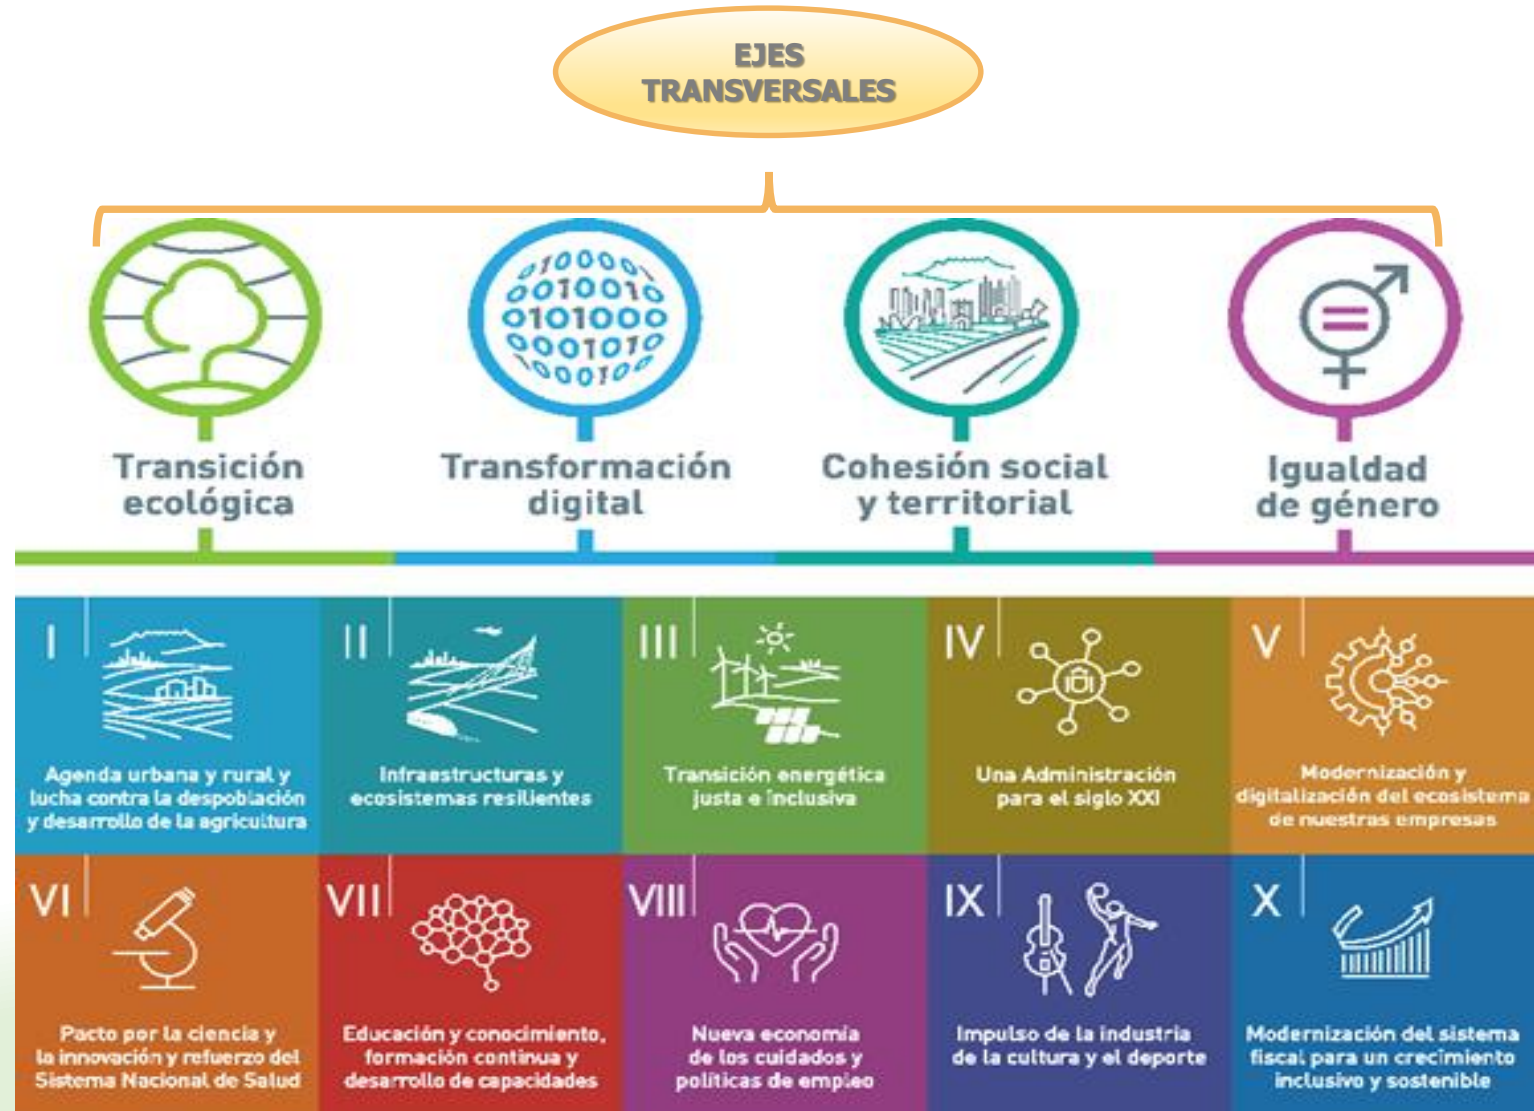 EJES
TRANSVERSALES
010000
0010010
0101000
0001010
000100
Transición
ecológica
Transformación
digital
Cohesión social
y territorial
Igualdad
de género
I
Agenda urbana y rural y
lucha contra la despoblación
y desarrollo de la agricultura
II
Infraestructuras y
ecosistemas resilientes
III
Transición energética
justa e inclusiva
IV
Una Administración
para el siglo XXI
V
Modernización y
digitalización del ecosistema
de nuestras empresas
VI
Pacto por la ciencia y
la innovación y refuerzo del
Sistema Nacional de Salud
VII
Educación y conocimiento,
formación continua y
desarrollo de capacidades
VIII
Nueva economía
de los cuidados y
políticas de empleo
IX
Impulso de la industria
de la cultura y el deporte
X
Modernización del sistema
fiscal para un crecimiento
inclusivo y sostenible